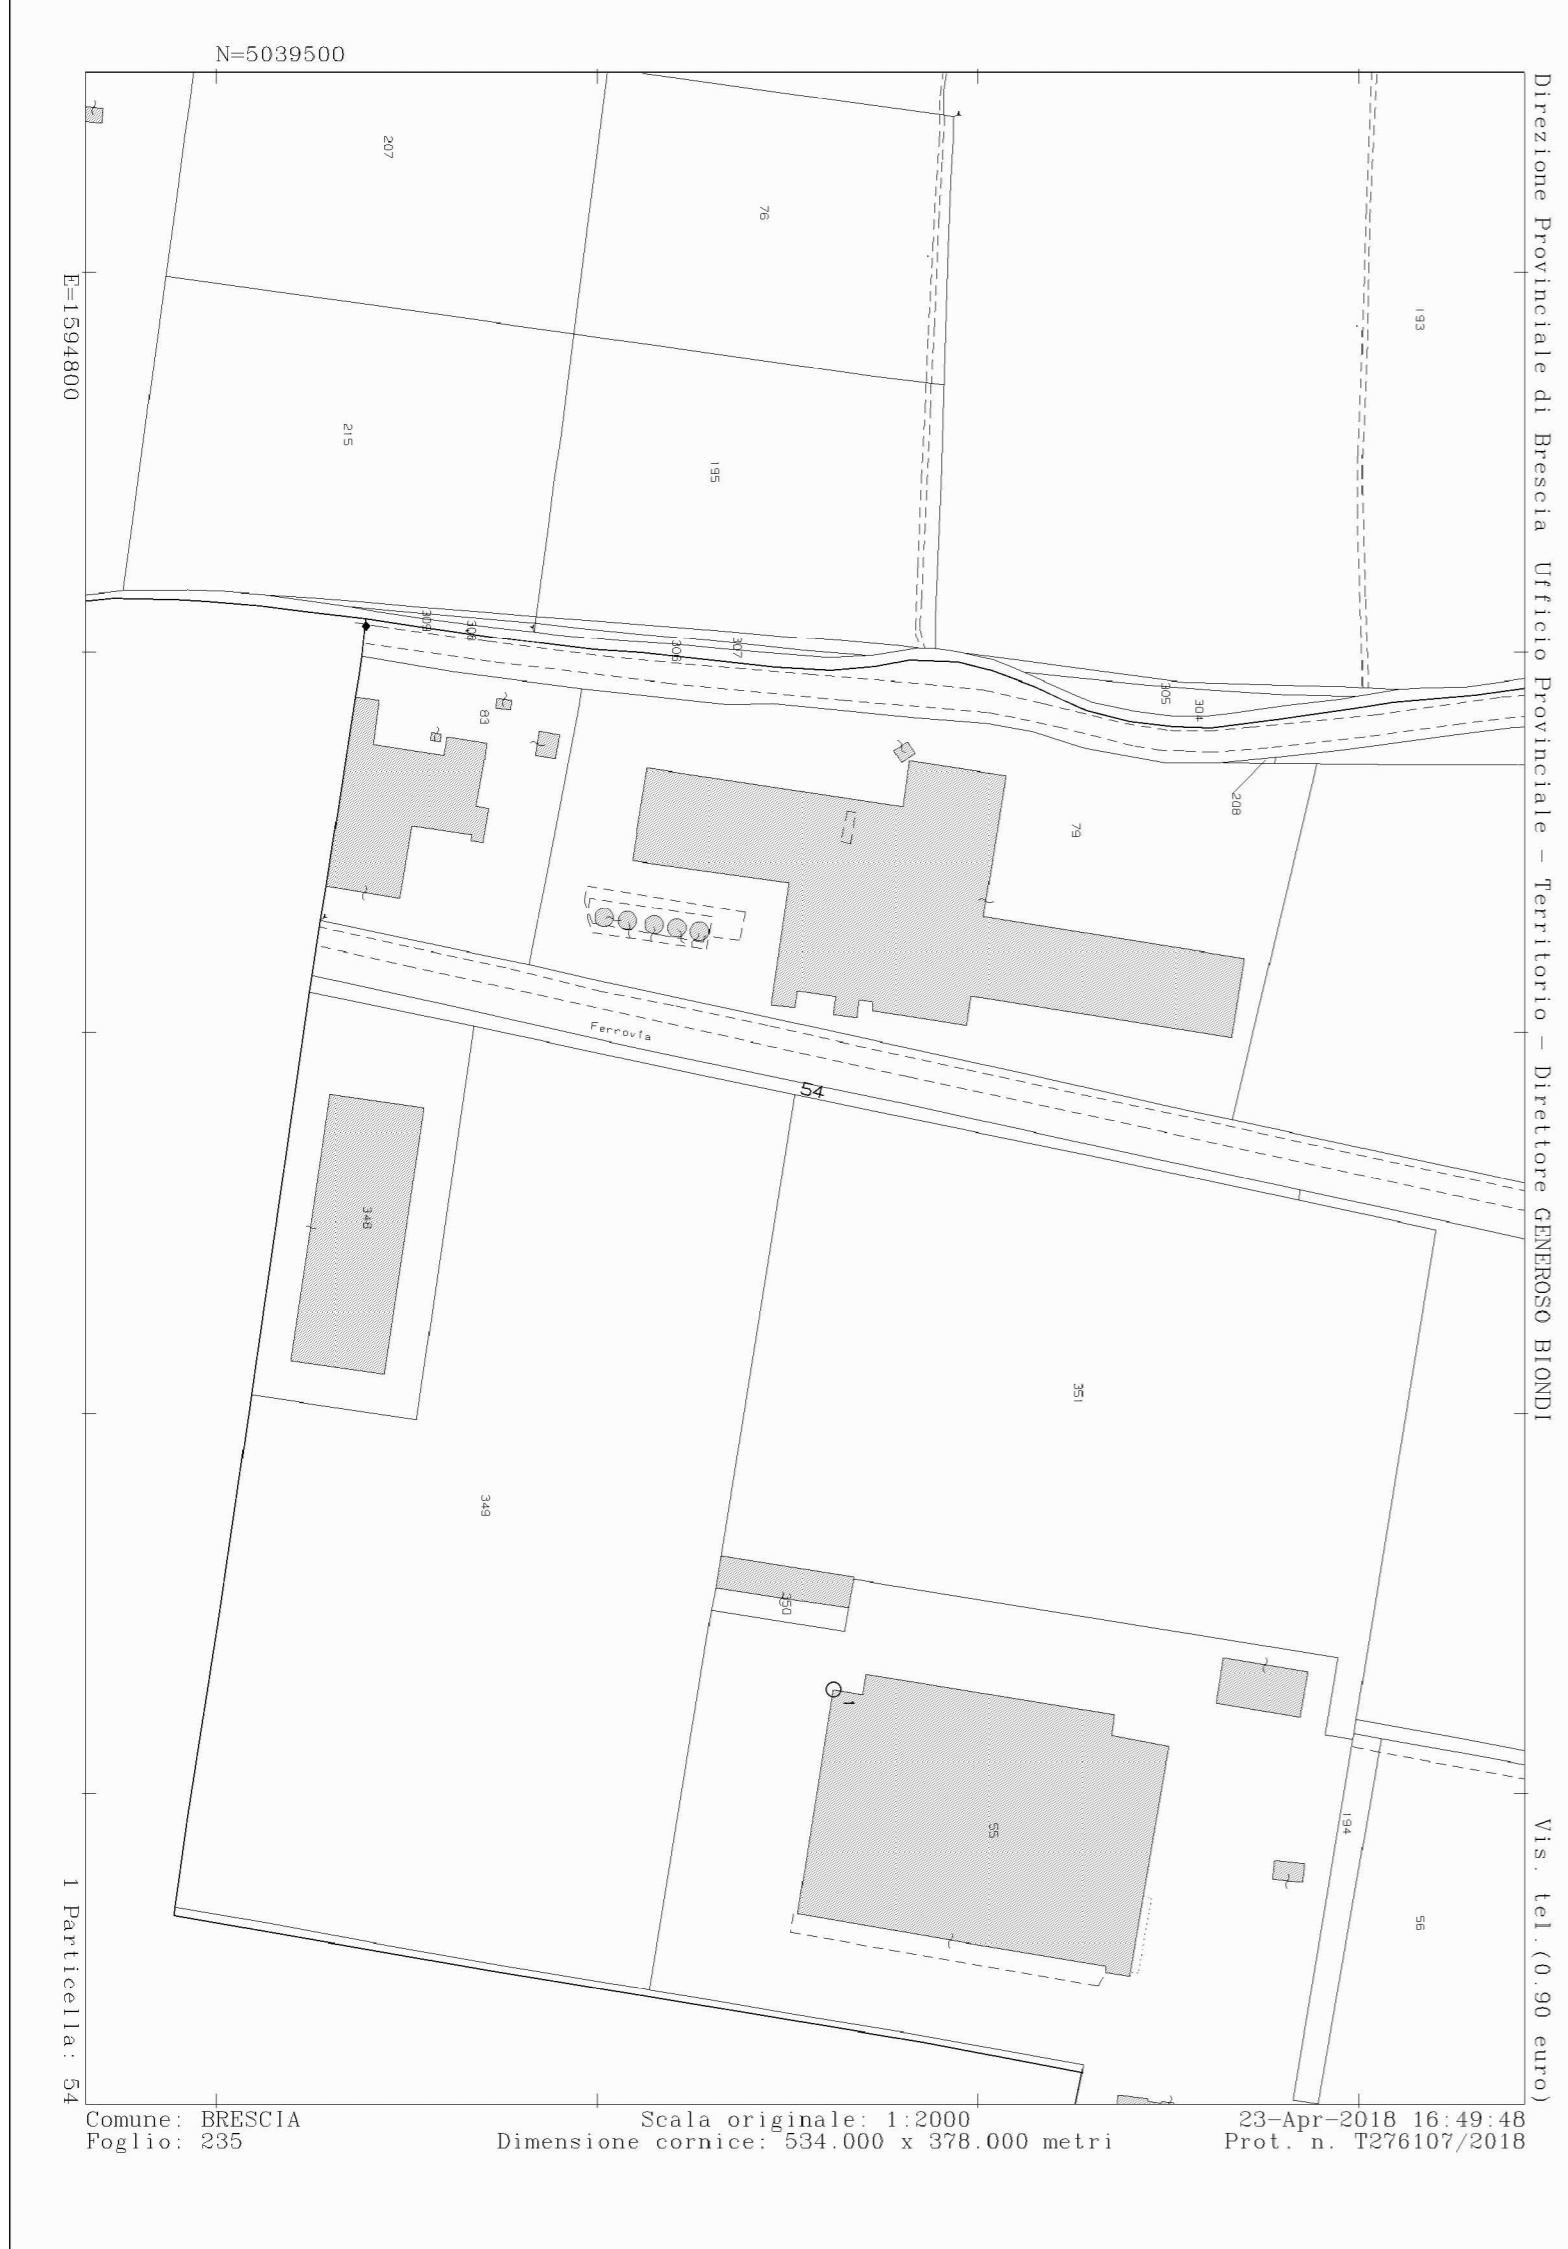 N=5039500
E=1594800
Direzione Provinciale di Brescia Ufficio Provinciale - Territorio - Direttore GENEROSO BIONDI
Vis. tel. (0.90 euro)
1 Particella: 54
207
76
193
215
195
309
308
306
307
305
304
83
208
79
Ferrovia
54
348
351
349
350
1
55
194
56
Comune: BRESCIA
Foglio: 235
Scala originale: 1:2000
Dimensione cornice: 534.000 x 378.000 metri
23-Apr-2018 16:49:48
Prot. n. T276107/2018